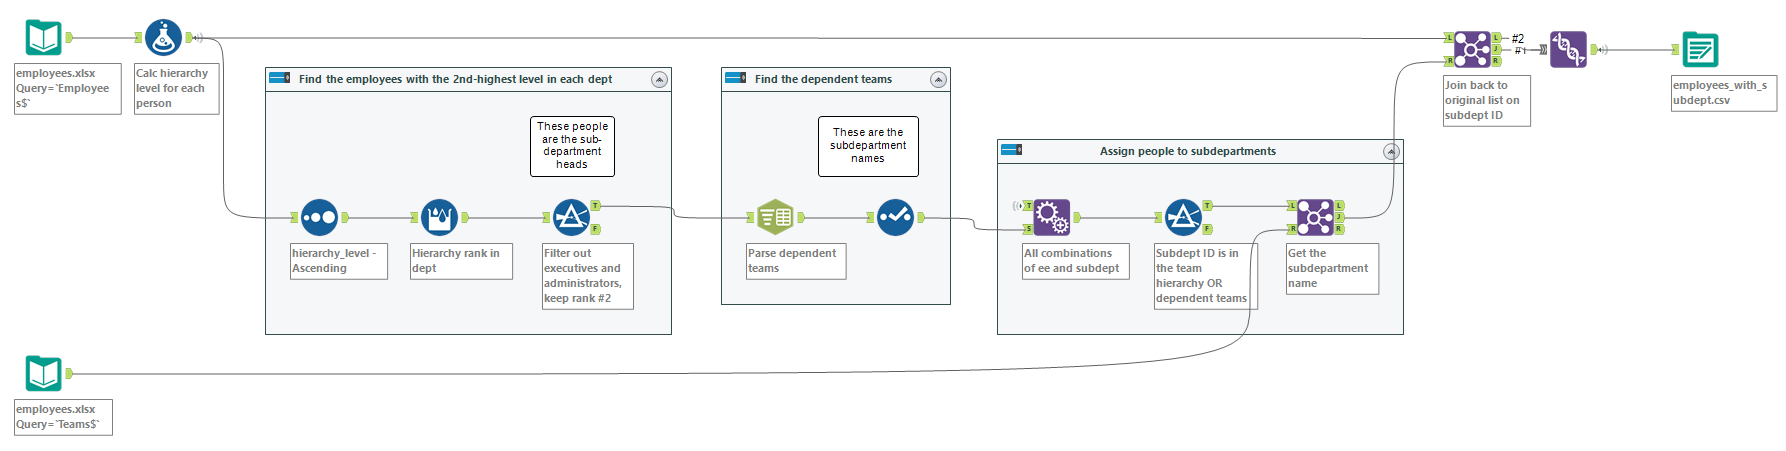 employees.xlsx
Query=`Employee
s$`
Calc hierarchy
level for each
person
Find the employees with the 2nd-highest level in each dept
These people
are the sub-
department
heads
hierarchy_level -
Ascending
Hierarchy rank in
dept
T
F
Filter out
executives and
administrators,
keep rank #2
Find the dependent teams
These are the
subdepartment
names
Parse dependent
teams
Assign people to subdepartments
T
S
All combinations
of ee and subdept
T
F
Subdept ID is in
the team
hierarchy OR
dependent teams
L
R
L
J
R
Get the
subdepartment
name
L
R
L
J
R
#2
#1
Join back to
original list on
subdept ID
employees_with_s
ubdept.csv
employees.xlsx
Query=`Teams$`